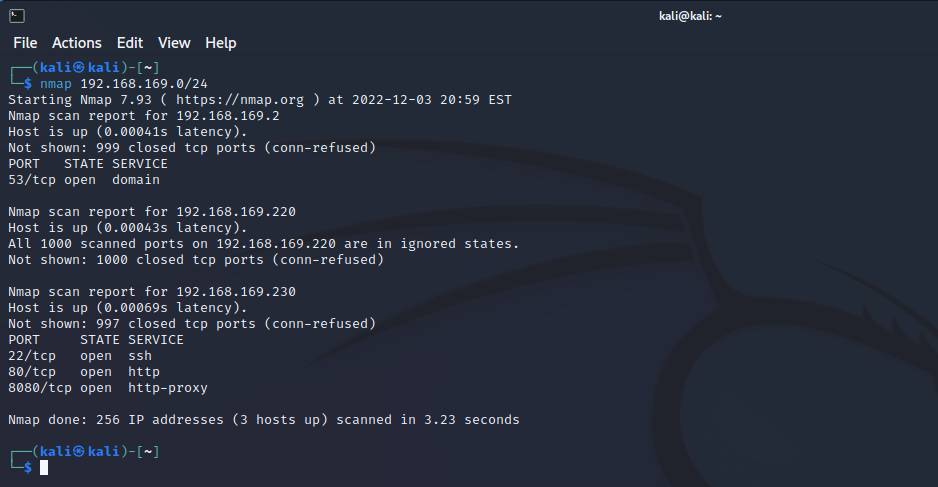 kali@kali: ~
File Actions Edit View Help
┌──(kali㉿kali)-[~]
└─$ nmap 192.168.169.0/24
Starting Nmap 7.93 ( https://nmap.org ) at 2022-12-03 20:59 EST
Nmap scan report for 192.168.169.2
Host is up (0.00041s latency).
Not shown: 999 closed tcp ports (conn-refused)
PORT   STATE SERVICE
53/tcp open  domain
Nmap scan report for 192.168.169.220
Host is up (0.00043s latency).
All 1000 scanned ports on 192.168.169.220 are in ignored states.
Not shown: 1000 closed tcp ports (conn-refused)
Nmap scan report for 192.168.169.230
Host is up (0.00069s latency).
Not shown: 997 closed tcp ports (conn-refused)
PORT     STATE SERVICE
22/tcp   open  ssh
80/tcp   open  http
8080/tcp open  http-proxy
Nmap done: 256 IP addresses (3 hosts up) scanned in 3.23 seconds
┌──(kali㉿kali)-[~]
└─$